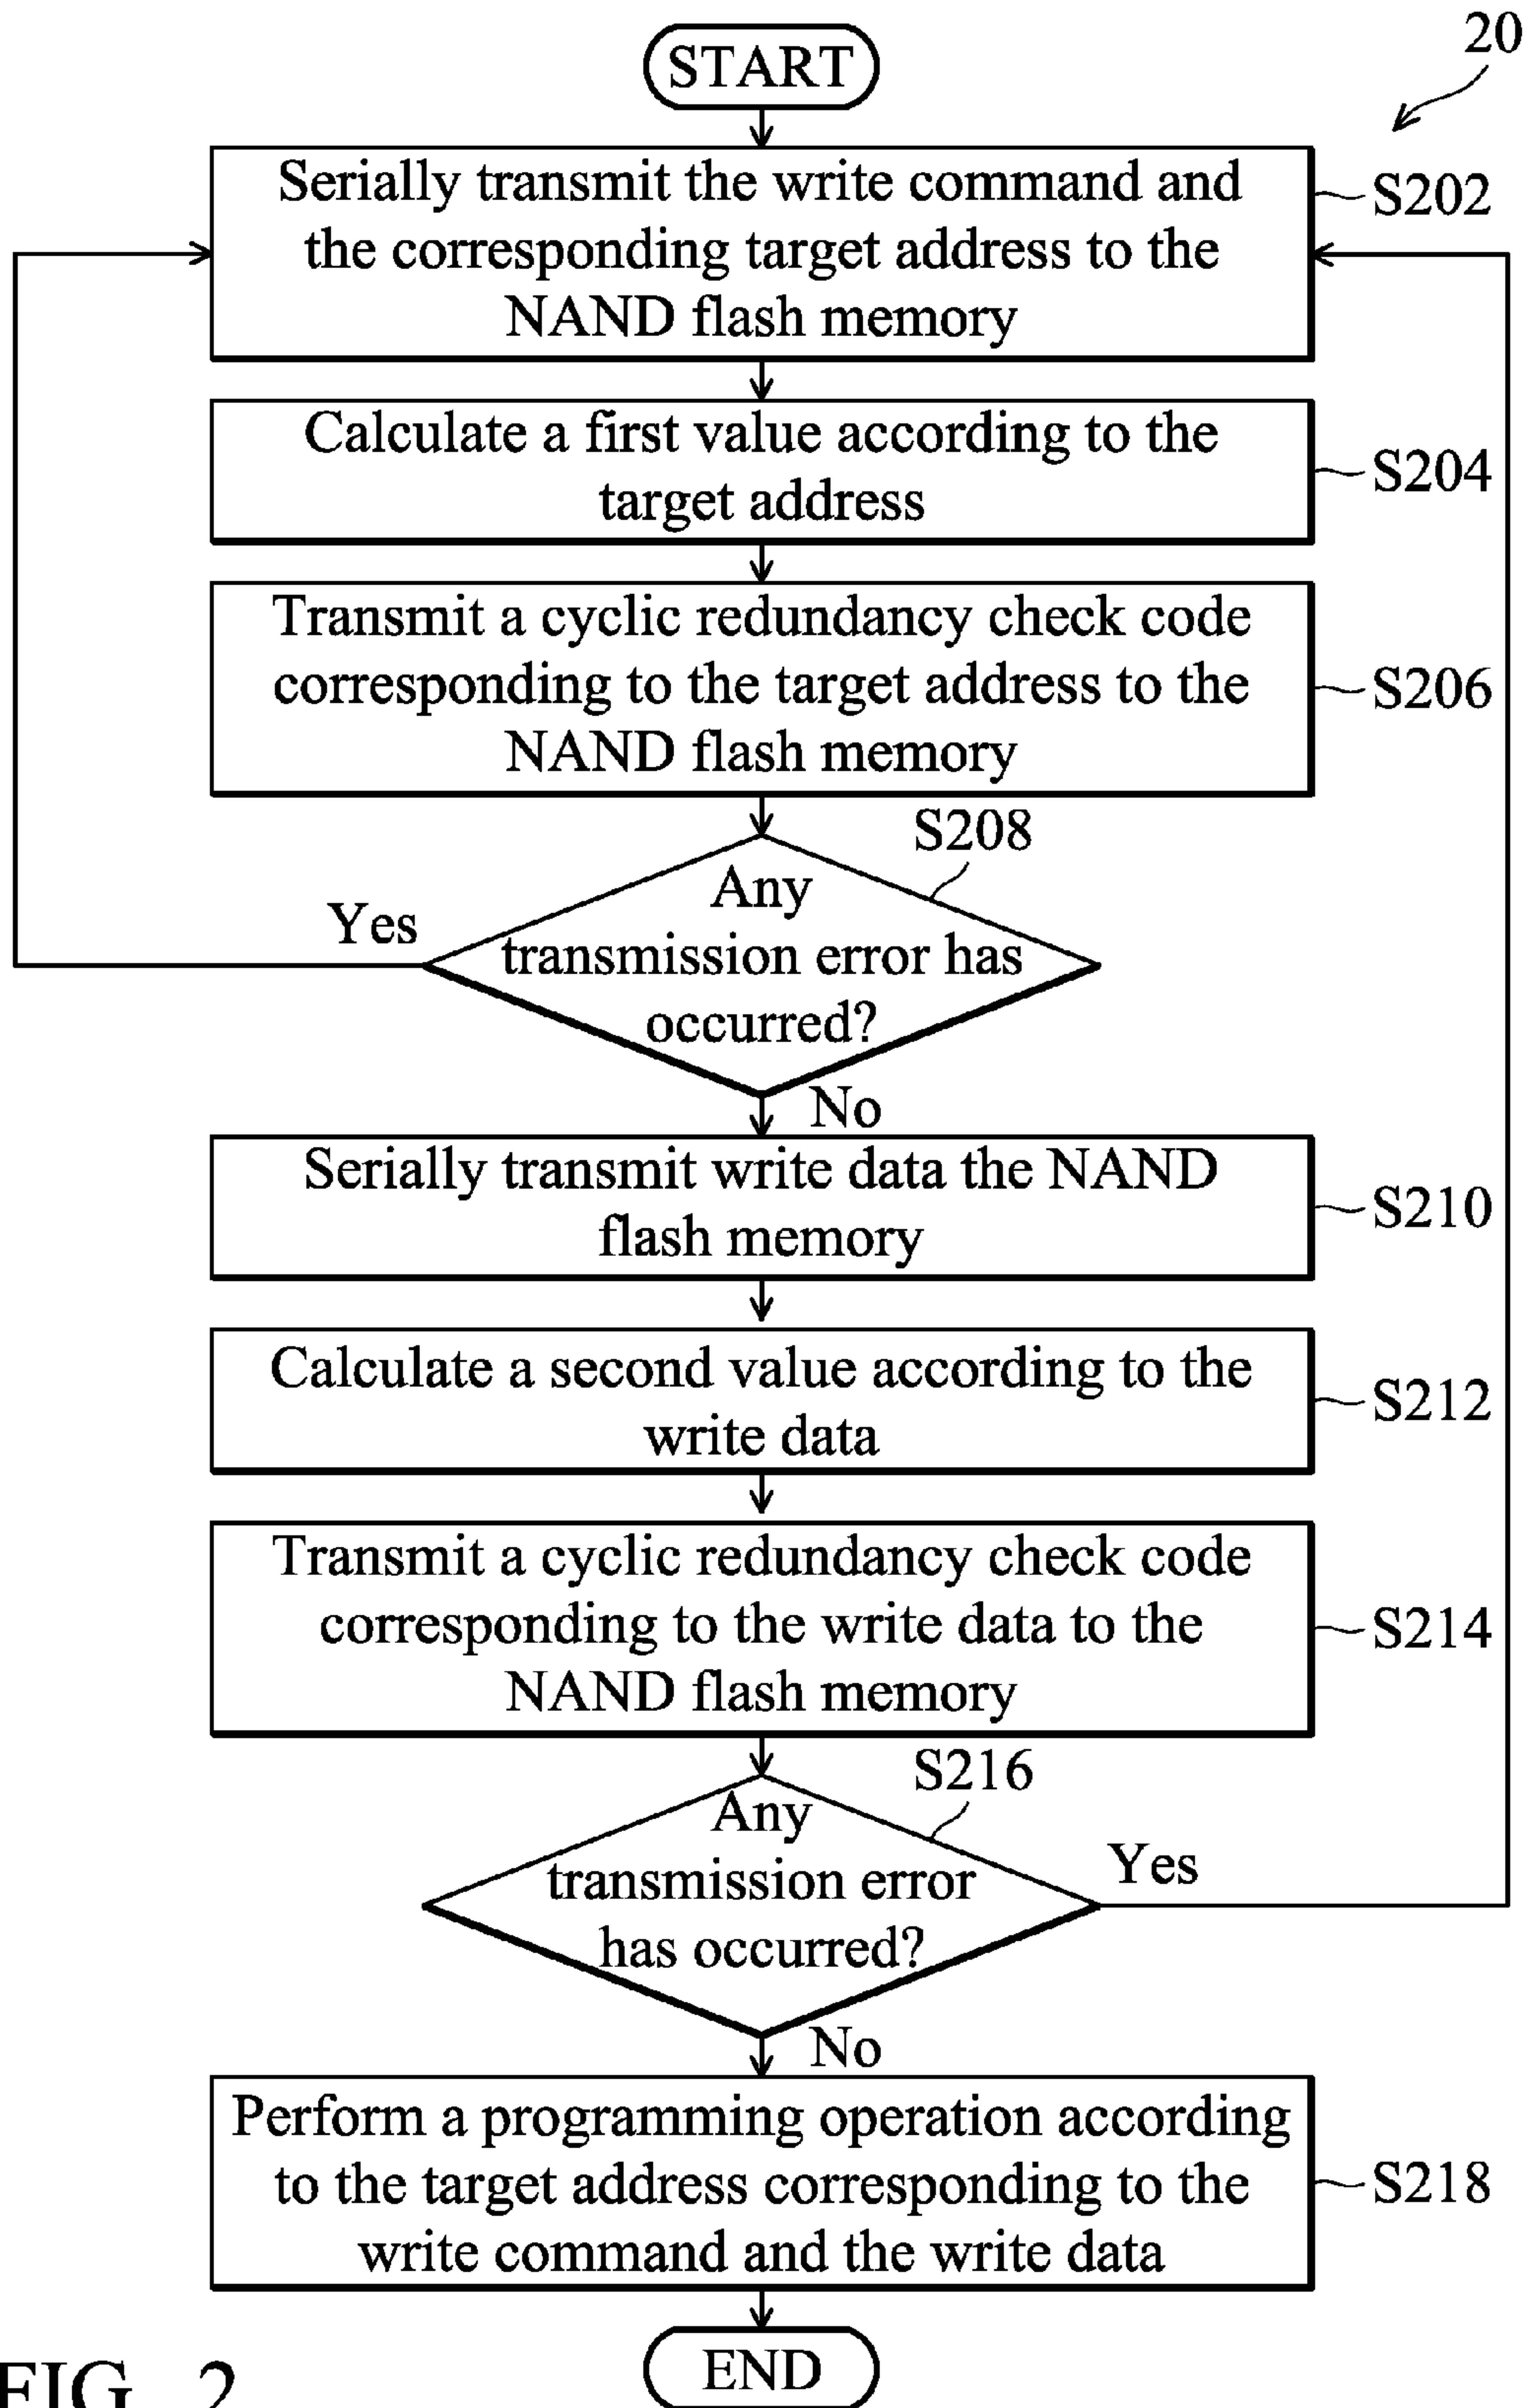 20
START
Serially transmit the write command and
the corresponding target address to the
NAND flash memory
S202
Calculate a first value according to the
target address
S204
Transmit a cyclic redundancy check code
corresponding to the target address to the
NAND flash memory
S206
S208
Any
transmission error has
occurred?
Yes
No
Serially transmit write data the NAND
flash memory
S210
Calculate a second value according to the
write data
S212
Transmit a cyclic redundancy check code
corresponding to the write data to the
NAND flash memory
S214
S216
Any
transmission error
has occurred?
Yes
No
Perform a programming operation according
to the target address corresponding to the
write command and the write data
S218
END
FIG. 2